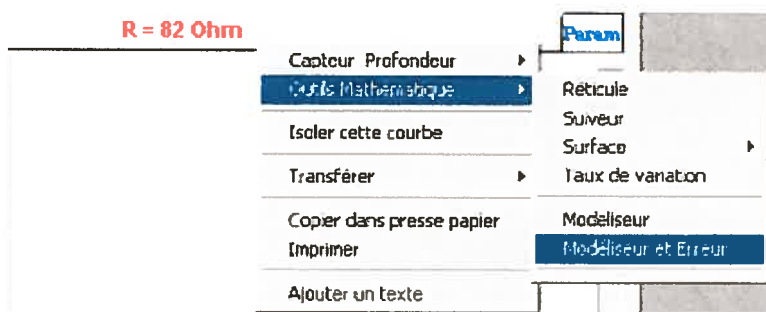 R = 82 Ohm
Param
Capteur Profondeur
Outils Mathématique
Isoler cette courbe
Transférer
Copier dans presse papier
Imprimer
Ajouter un texte
Réticule
Suiveur
Surface
Taux de variation
Modéliseur
Modéliseur et Erreur